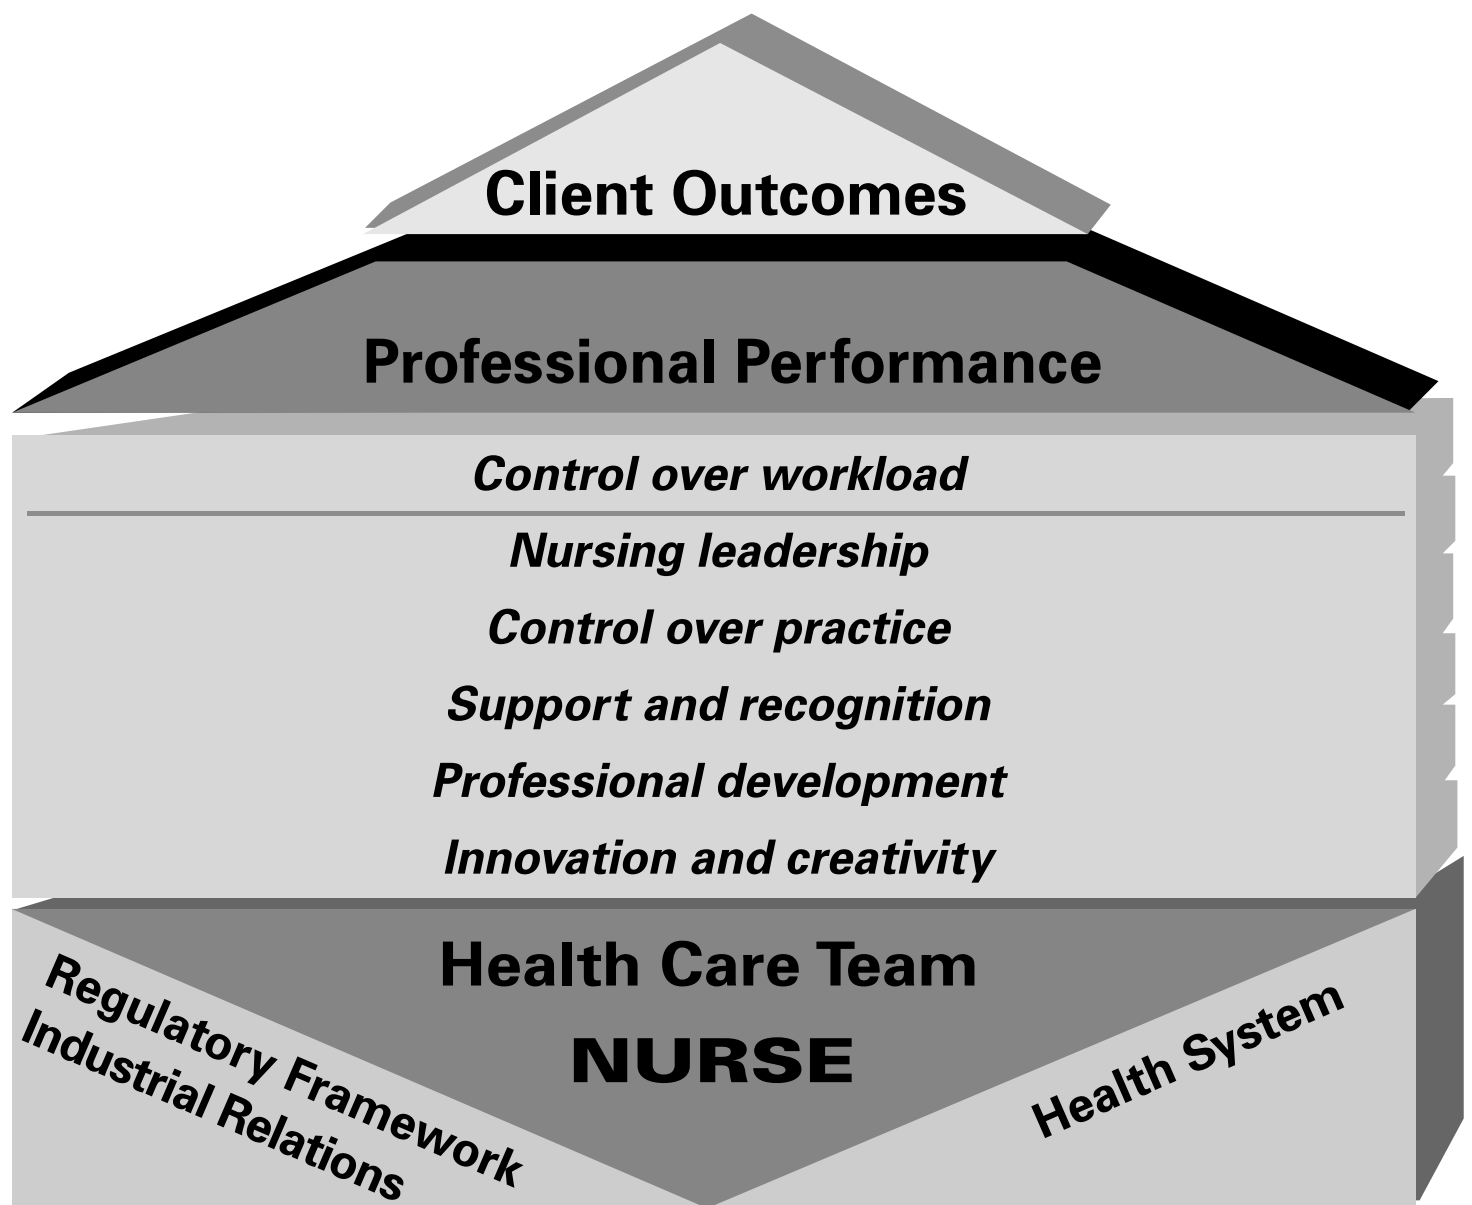 Client Outcomes
Professional Performance
Control over workload
Nursing leadership
Control over practice
Support and recognition
Professional development
Innovation and creativity
Health Care Team
NURSE
Regulatory Framework
Industrial Relations
Health System